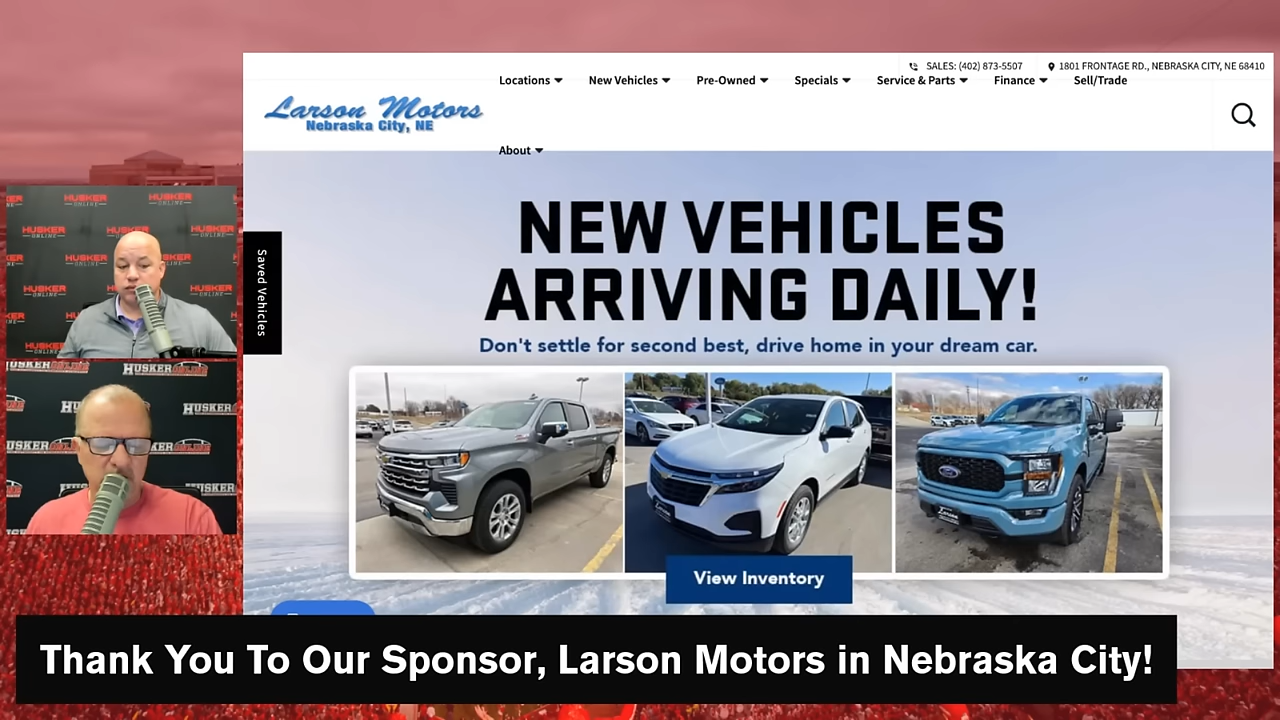 SALES: (402) 873-5507
1801 FRONTAGE RD., NEBRASKA CITY, NE 68410
Locations
New Vehicles
Pre-Owned
Specials
Service & Parts
Finance
Sell/Trade
Larson Motors
Nebraska City, NE
About
HUSKER
ONLINE
HUSKER ONLINE
Saved Vehicles
NEW VEHICLES
ARRIVING DAILY!
Don't settle for second best, drive home in your dream car.
View Inventory
Thank You To Our Sponsor, Larson Motors in Nebraska City!